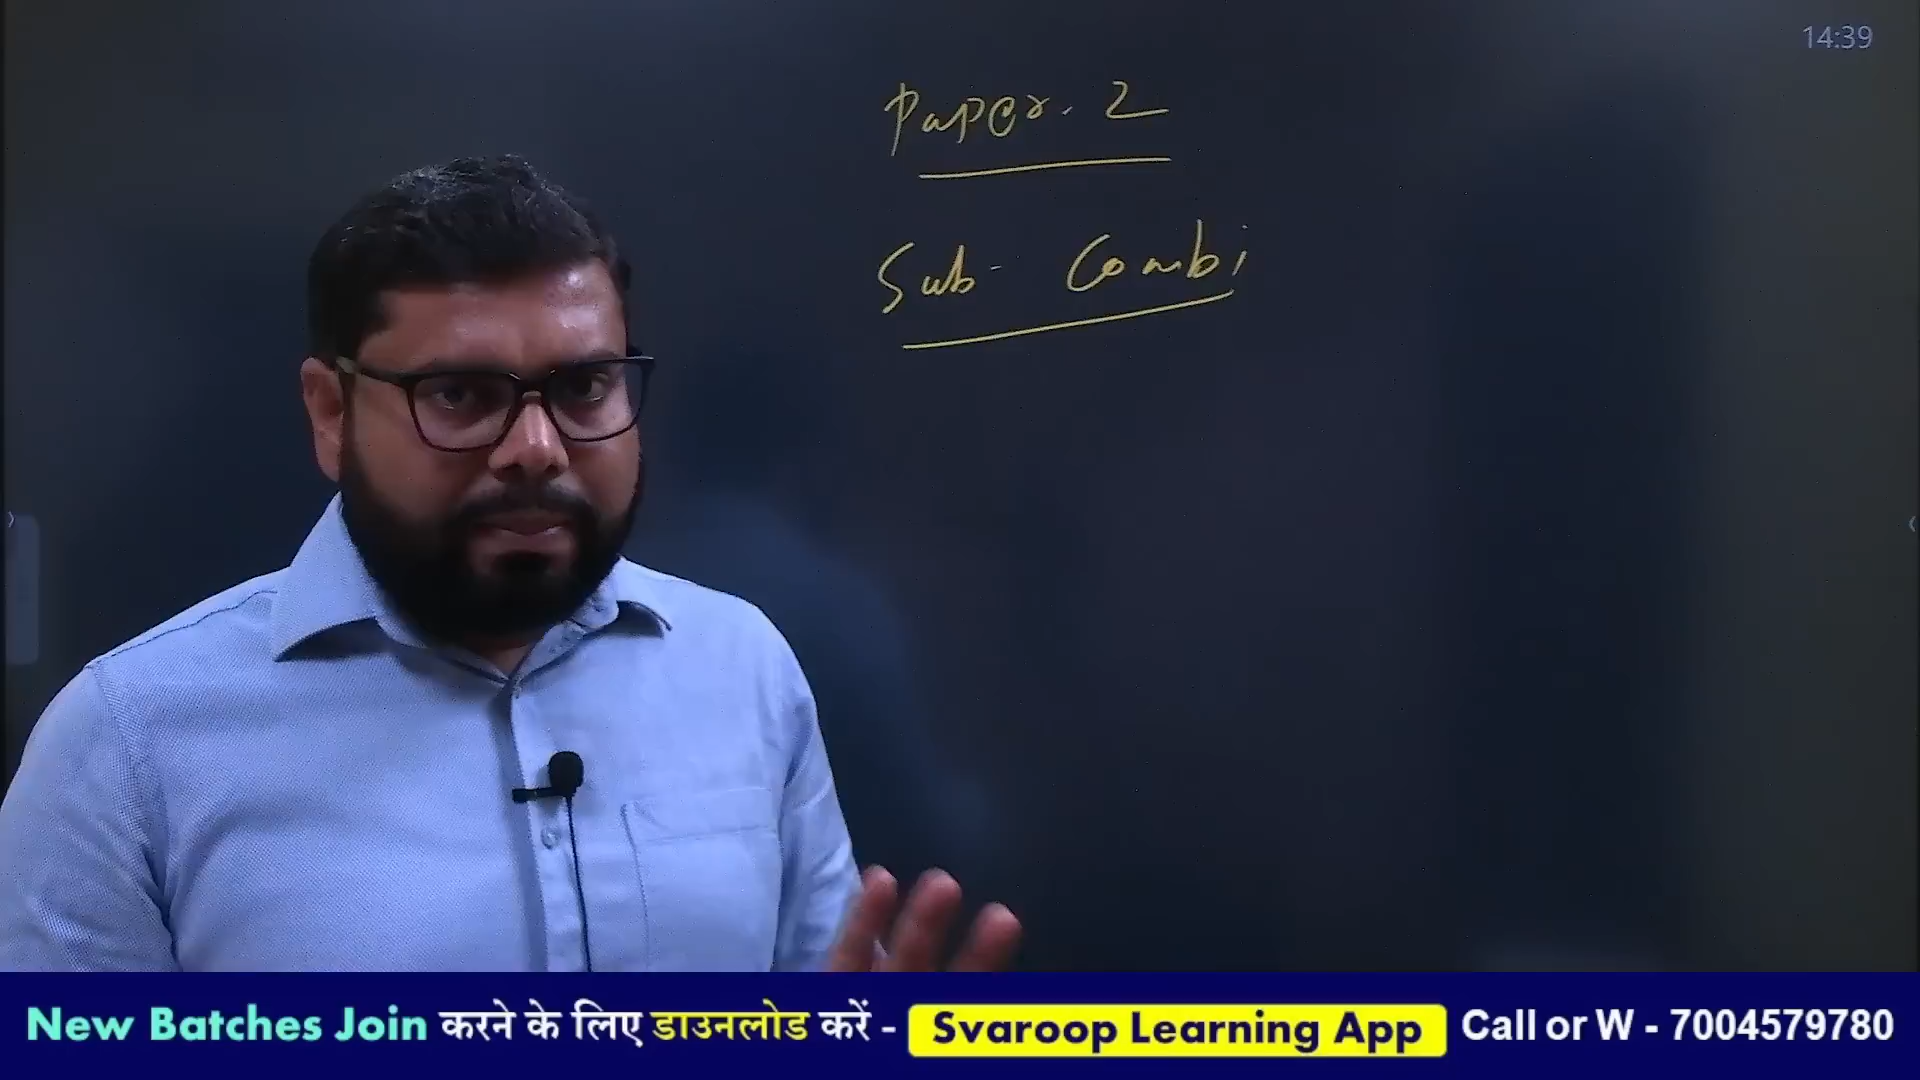 14:39
Paper. 2
Sub- Combi
New Batches Join करने के लिए डाउनलोड करें - Svaroop Learning App Call or W - 7004579780